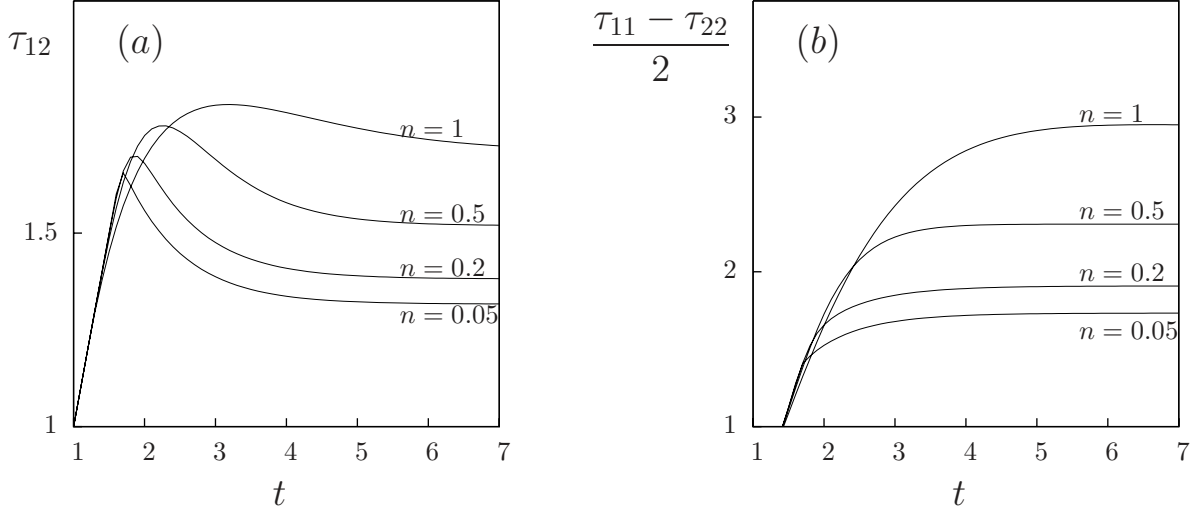 τ12
(a)
n = 1
n = 0.5
n = 0.2
n = 0.05
1.5
1
1 2 3 4 5 6 7
t
τ11 − τ22
2
(b)
3
n = 1
n = 0.5
2
n = 0.2
n = 0.05
1
1 2 3 4 5 6 7
t